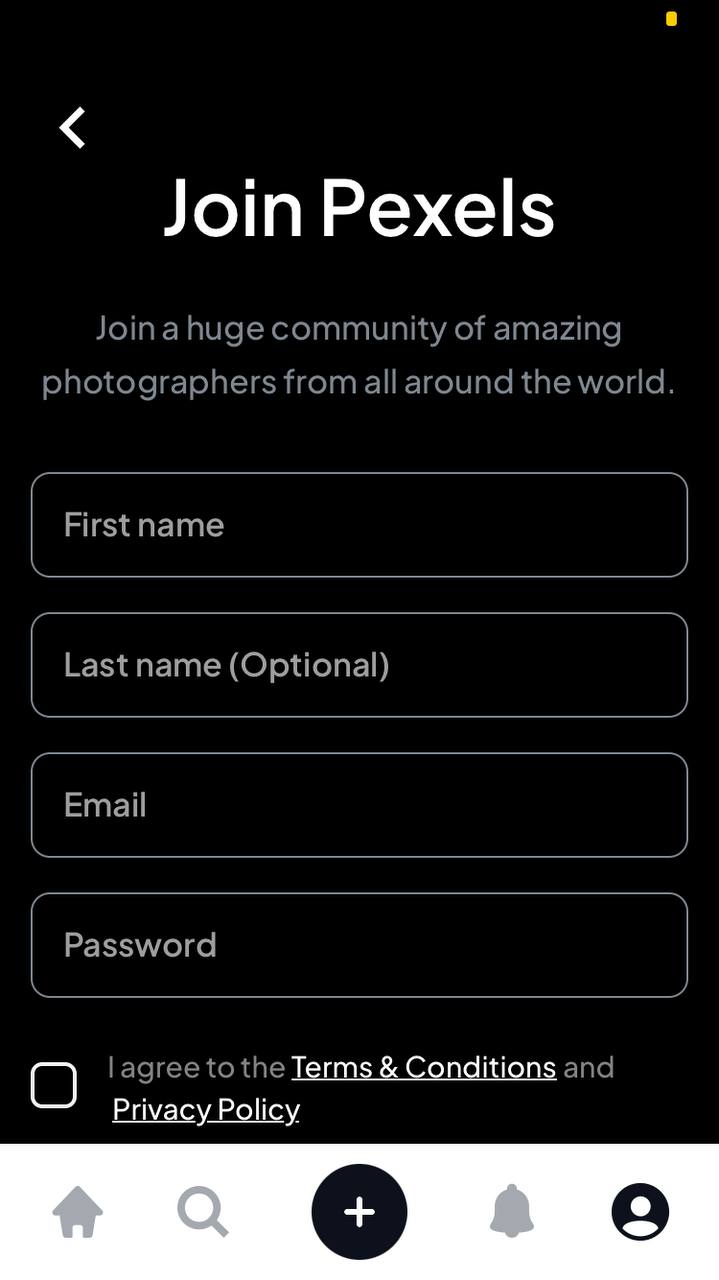 Join Pexels
Join a huge community of amazing
photographers from all around the world.
First name
Last name (Optional)
Email
Password
I agree to the Terms & Conditions and
Privacy Policy